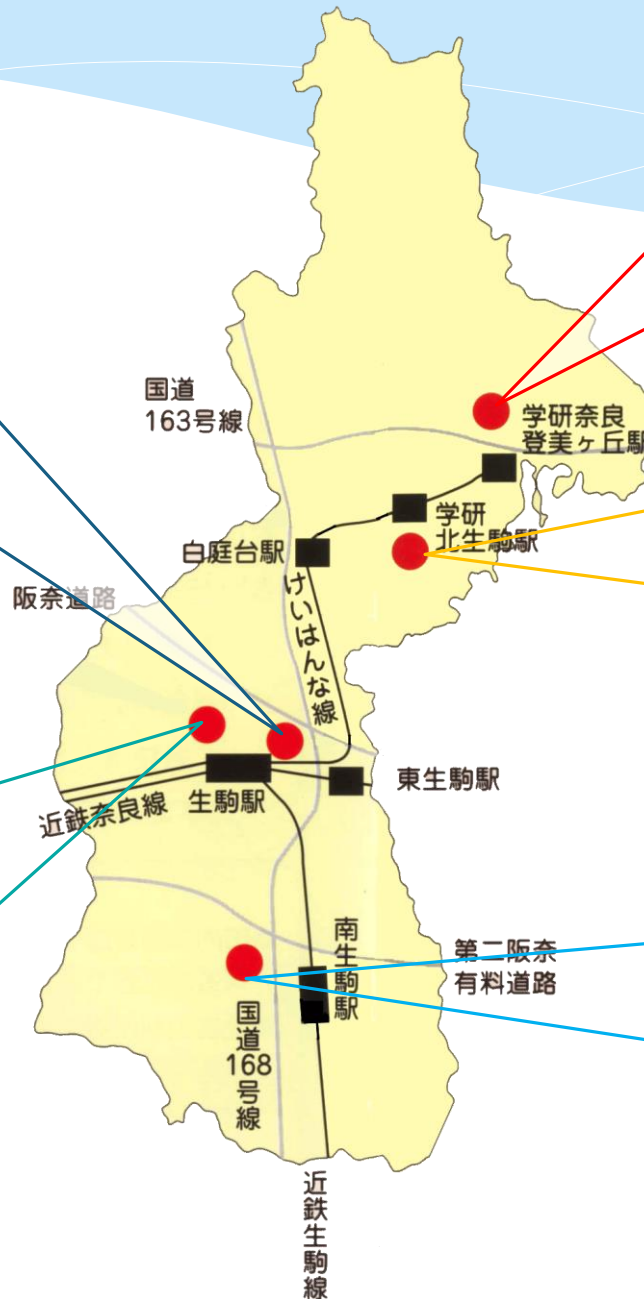 国道
163号線
学研奈良
登美ヶ丘駅
学研
北生駒駅
白庭台駅
阪奈道路
けいはんな線
東生駒駅
近鉄奈良線
生駒駅
南生駒駅
第二阪奈
有料道路
国道168号線
近鉄生駒線